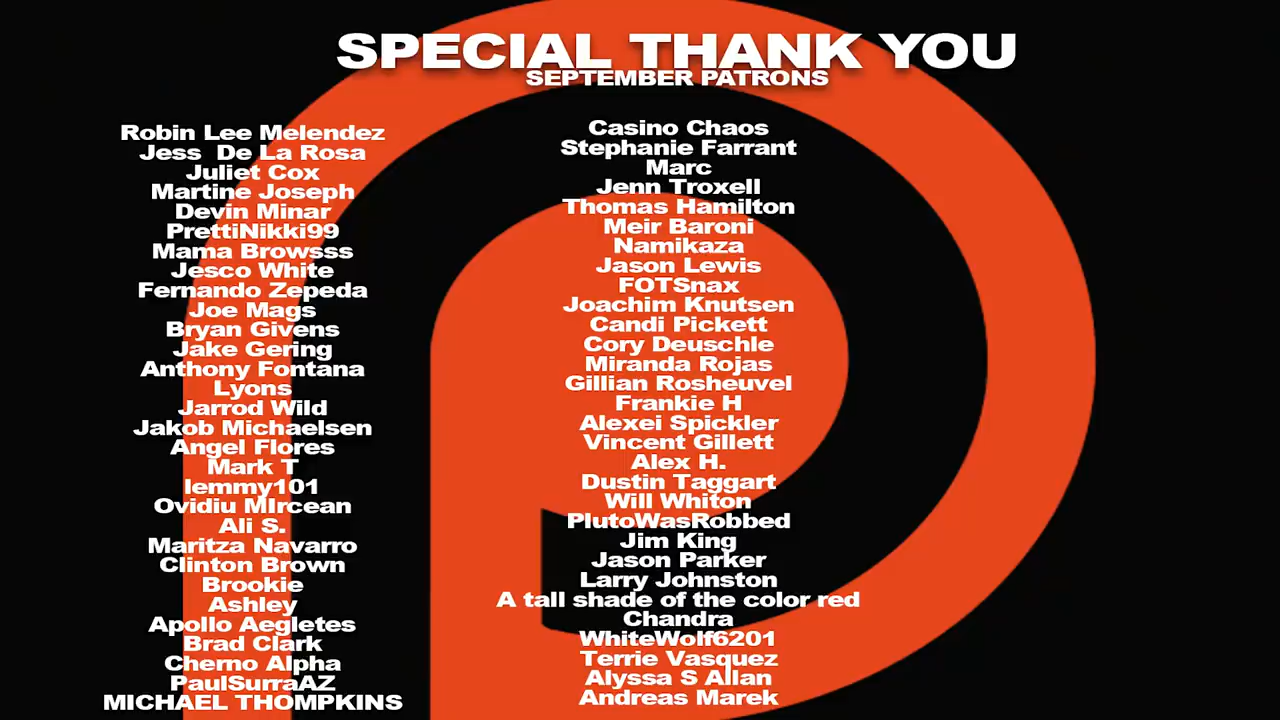 SPECIAL THANK YOU
SEPTEMBER PATRONS
Robin Lee Melendez
Jess De La Rosa
Juliet Cox
Martine Joseph
Devin Minar
PrettiNikki99
Mama Browsss
Jesco White
Fernando Zepeda
Joe Mags
Bryan Givens
Jake Gering
Anthony Fontana
Lyons
Jarrod Wild
Jakob Michaelsen
Angel Flores
Mark T
lemmy101
Ovidiu MIrcean
Ali S.
Maritza Navarro
Clinton Brown
Brookie
Ashley
Apollo Aegletes
Brad Clark
Cherno Alpha
PaulSurraAZ
MICHAEL THOMPKINS
Casino Chaos
Stephanie Farrant
Marc
Jenn Troxell
Thomas Hamilton
Meir Baroni
Namikaza
Jason Lewis
FOTSnax
Joachim Knutsen
Candi Pickett
Cory Deuschle
Miranda Rojas
Gillian Rosheuvel
Frankie H
Alexei Spickler
Vincent Gillett
Alex H.
Dustin Taggart
Will Whiton
PlutoWasRobbed
Jim King
Jason Parker
Larry Johnston
A tall shade of the color red
Chandra
WhiteWolf6201
Terrie Vasquez
Alyssa S Allan
Andreas Marek